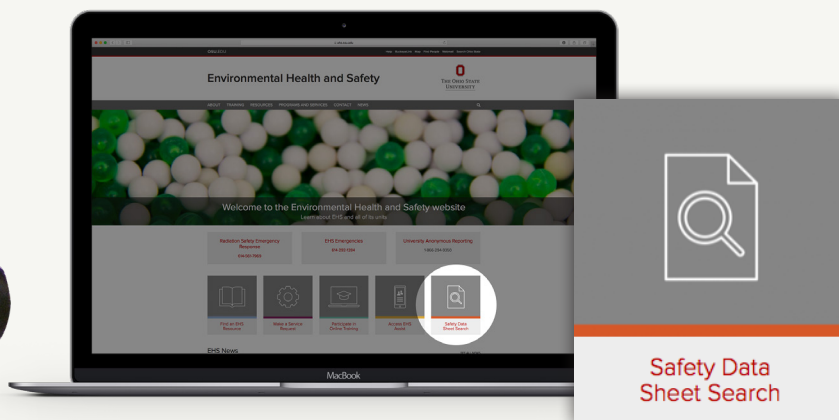 Environmental Health and Safety
THE OHIO STATE
UNIVERSITY
ABOUT TRAINING RESOURCES PROGRAMS AND SERVICES CONTACT NEWS
Welcome to the Environmental Health and Safety website
Learn about EHS and all of its units
Radiation Safety Emergency
Response
EHS Emergencies
University Anonymous Reporting
Find an EHS
Resource
Make a Service
Request
Participate in
Online Training
Access EHS
Assist
Safety Data
Sheet Search
EHS News
MacBook
Safety Data
Sheet Search